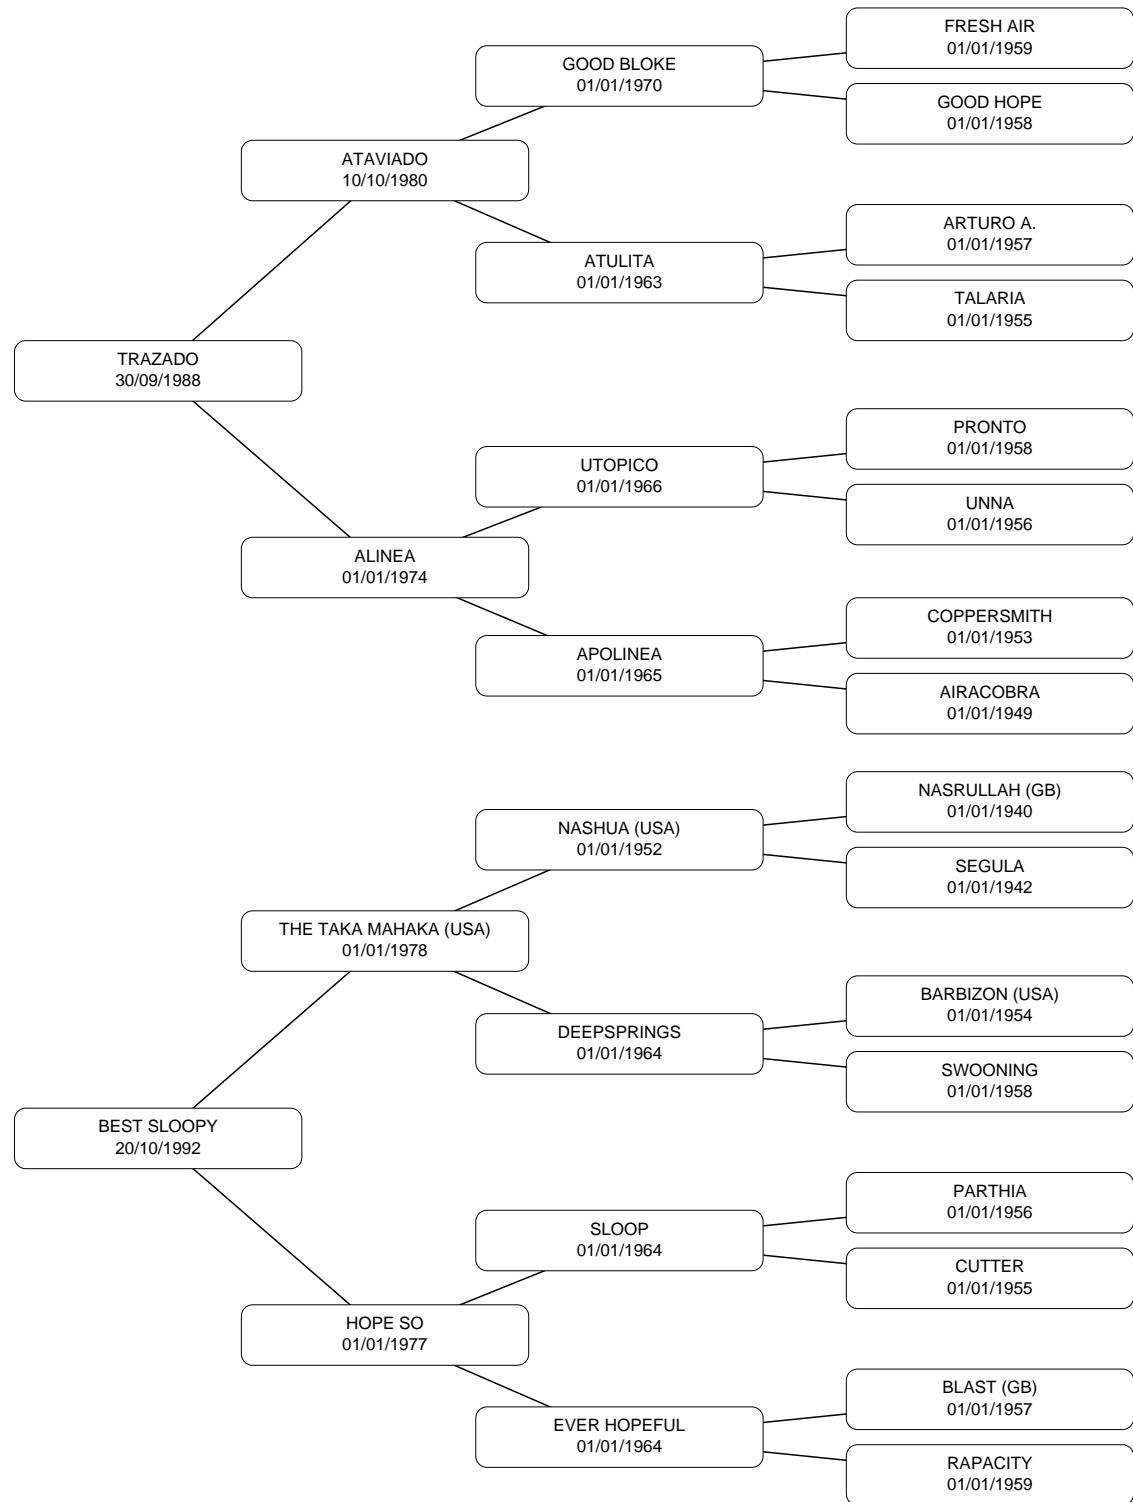 FRESH AIR
01/01/1959
GOOD BLOKE
01/01/1970
GOOD HOPE
01/01/1958
ATAVIADO
10/10/1980
ARTURO A.
01/01/1957
ATULITA
01/01/1963
TALARIA
01/01/1955
TRAZADO
30/09/1988
PRONTO
01/01/1958
UTOPICO
01/01/1966
UNNA
01/01/1956
ALINEA
01/01/1974
COPPERSMITH
01/01/1953
APOLINEA
01/01/1965
AIRACOBRA
01/01/1949
NASRULLAH (GB)
01/01/1940
NASHUA (USA)
01/01/1952
SEGULA
01/01/1942
THE TAKA MAHAKA (USA)
01/01/1978
BARBIZON (USA)
01/01/1954
DEEPSPRINGS
01/01/1964
SWOONING
01/01/1958
BEST SLOOPY
20/10/1992
PARTHIA
01/01/1956
SLOOP
01/01/1964
CUTTER
01/01/1955
HOPE SO
01/01/1977
BLAST (GB)
01/01/1957
EVER HOPEFUL
01/01/1964
RAPACITY
01/01/1959